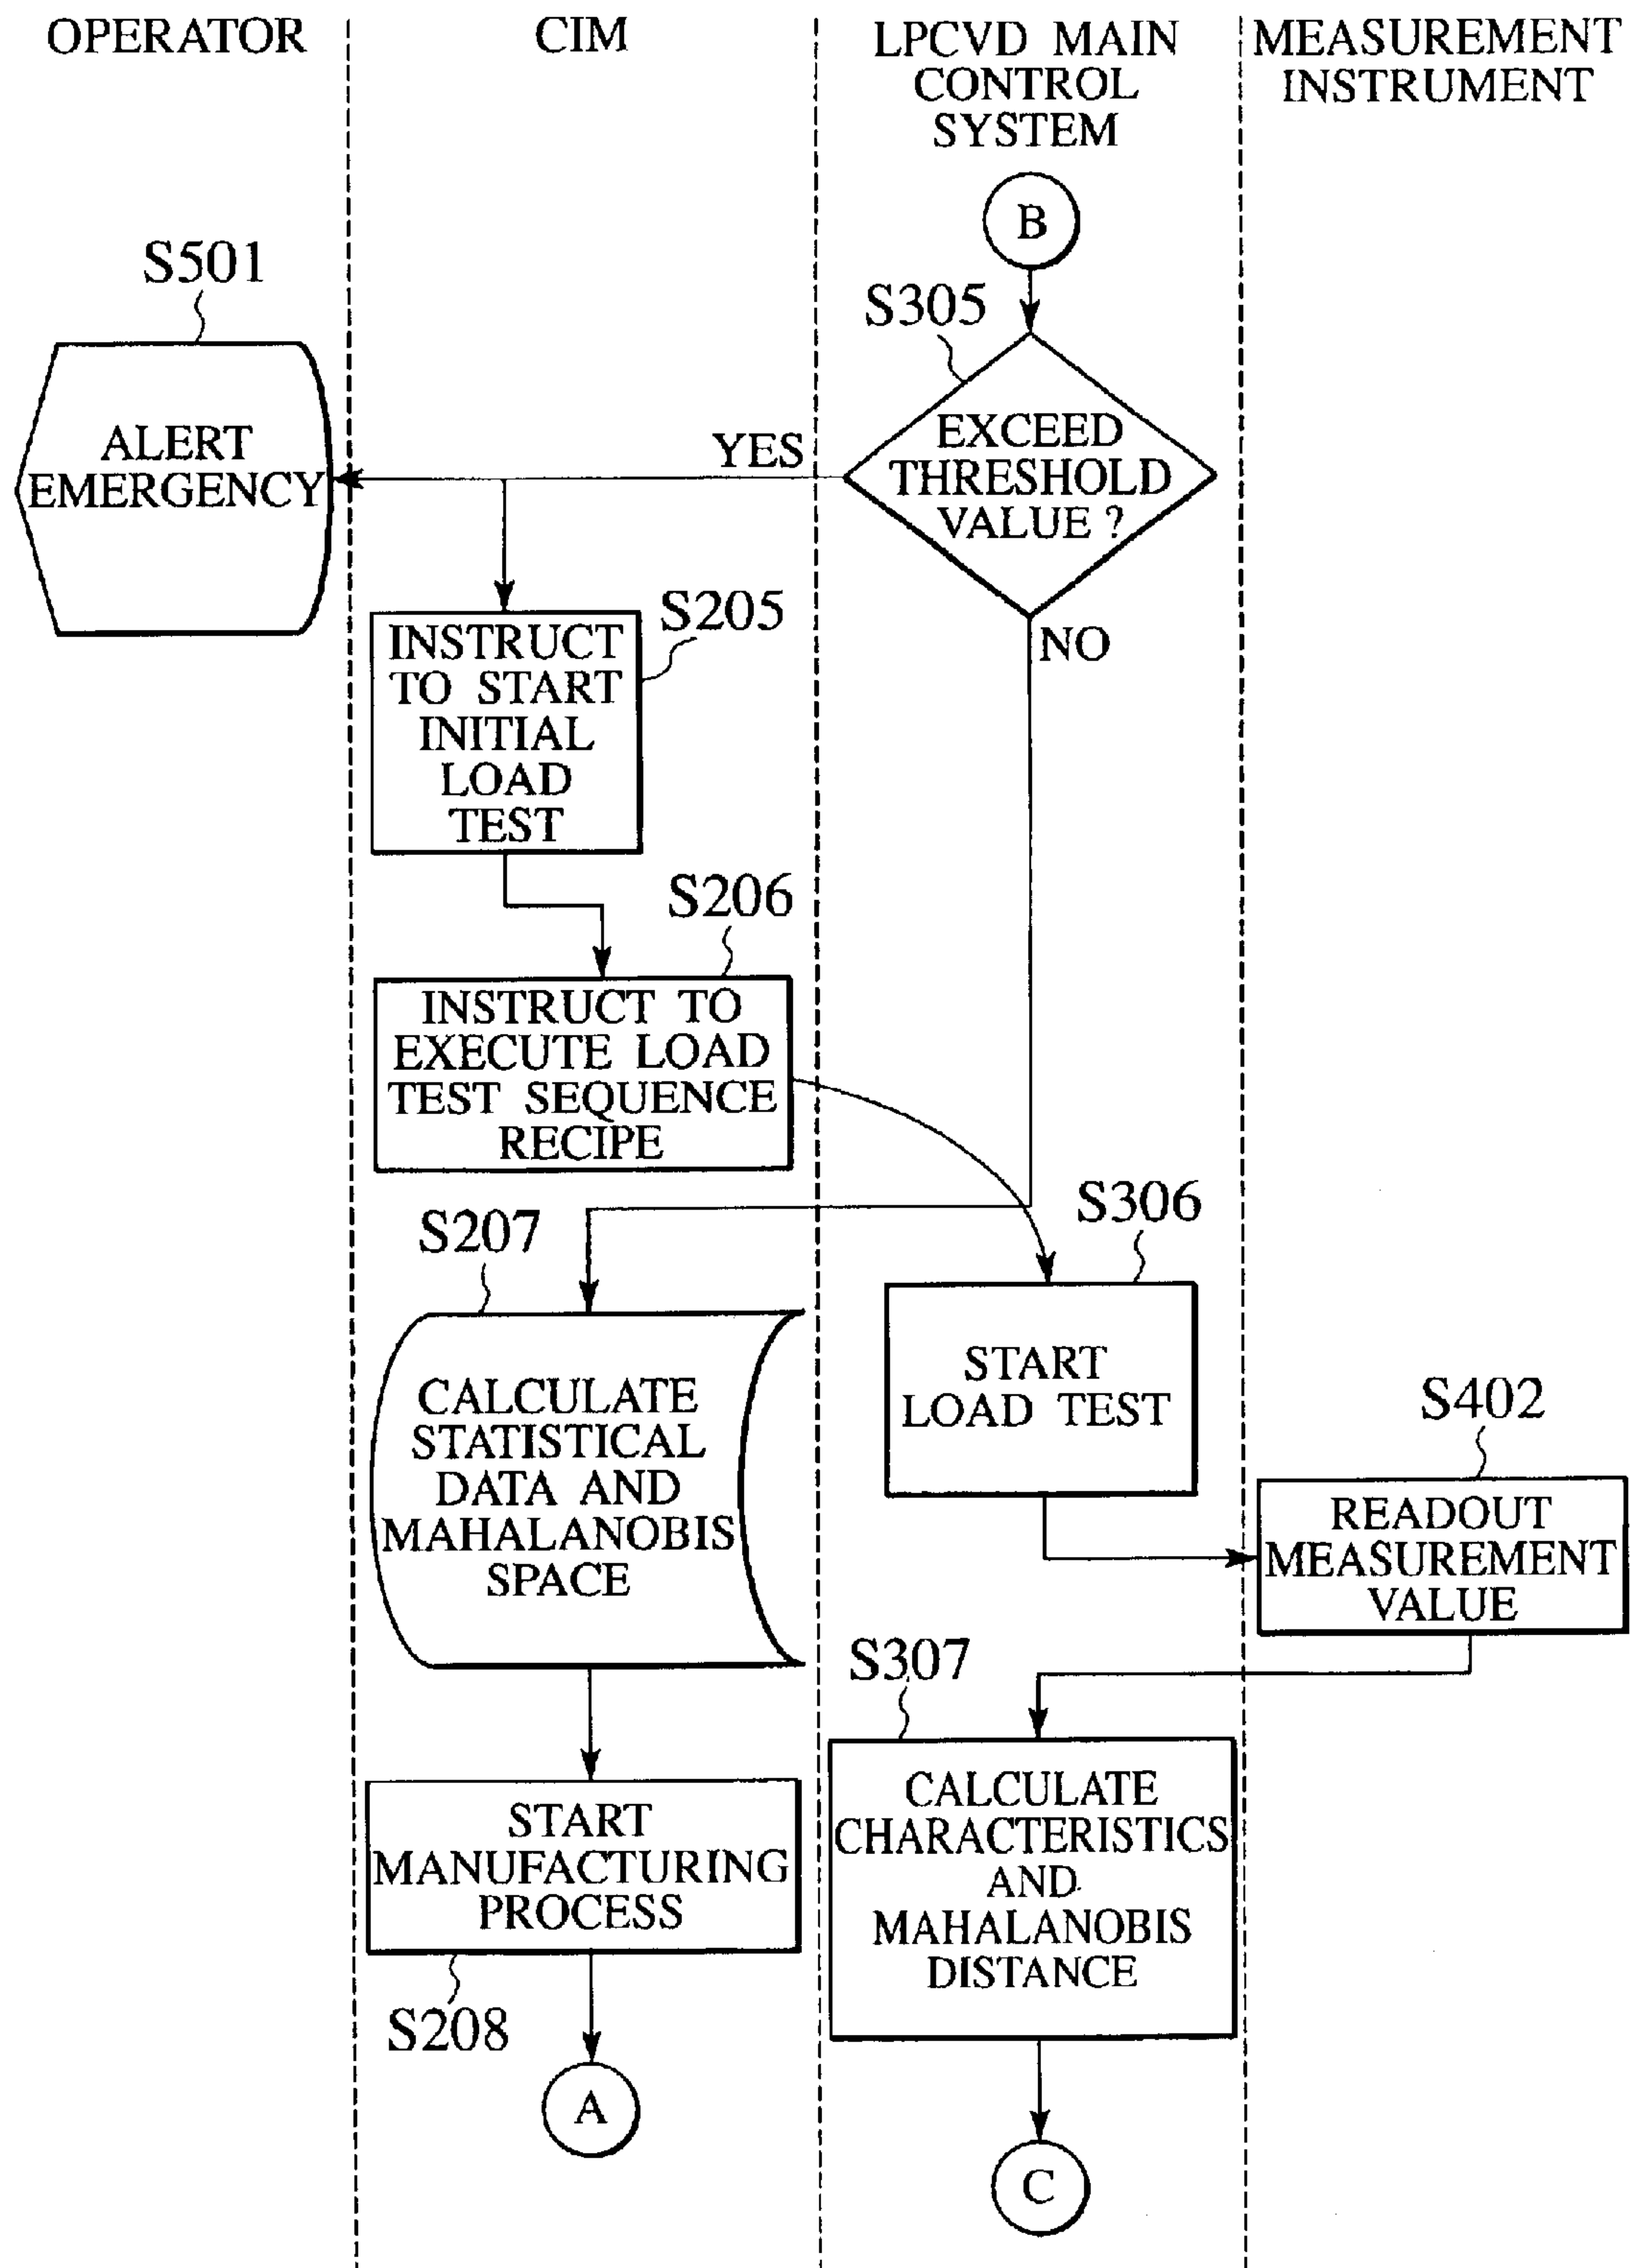 OPERATOR
CIM
LPCVD MAIN
CONTROL
SYSTEM
MEASUREMENT
INSTRUMENT
B
S501
S305
ALERT
EMERGENCY
YES
EXCEED
THRESHOLD
VALUE ?
NO
S205
INSTRUCT
TO START
INITIAL
LOAD
TEST
S206
INSTRUCT TO
EXECUTE LOAD
TEST SEQUENCE
RECIPE
S207
S306
CALCULATE
STATISTICAL
DATA AND
MAHALANOBIS
SPACE
START
LOAD TEST
S402
READOUT
MEASUREMENT
VALUE
S307
START
MANUFACTURING
PROCESS
S208
CALCULATE
CHARACTERISTICS
AND
MAHALANOBIS
DISTANCE
A
C